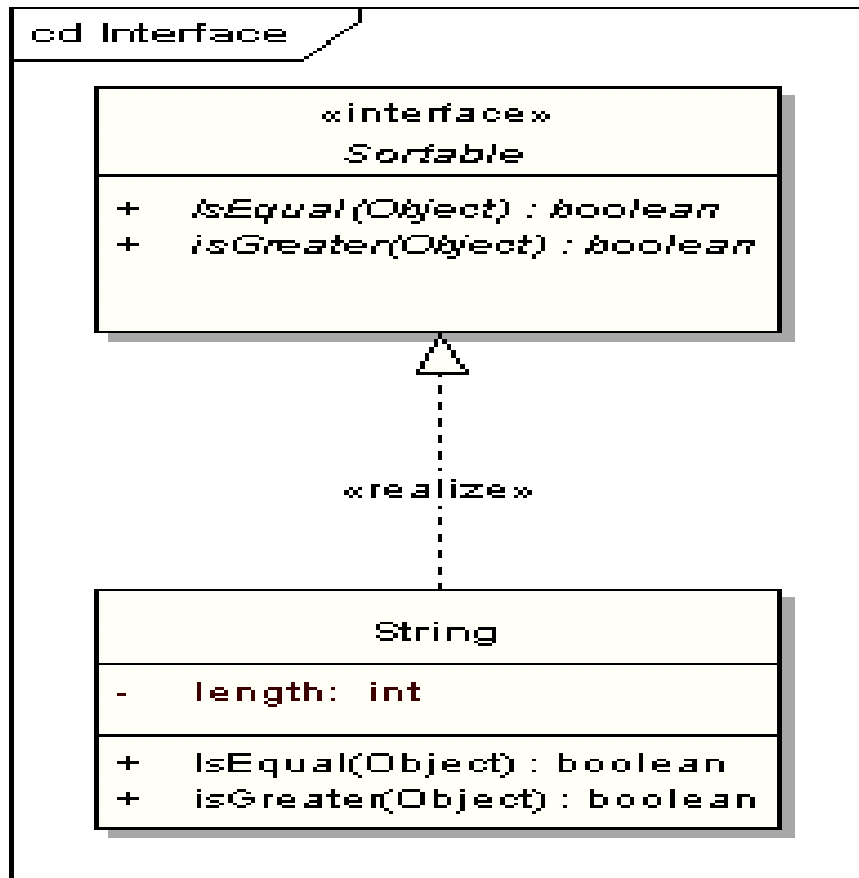 cd Interface
«interface»
Sortable
+ IsEqual(Object) : boolean
+ isGreater(Object) : boolean
«realize»
String
- length: int
+ IsEqual(Object) : boolean
+ isGreater(Object) : boolean